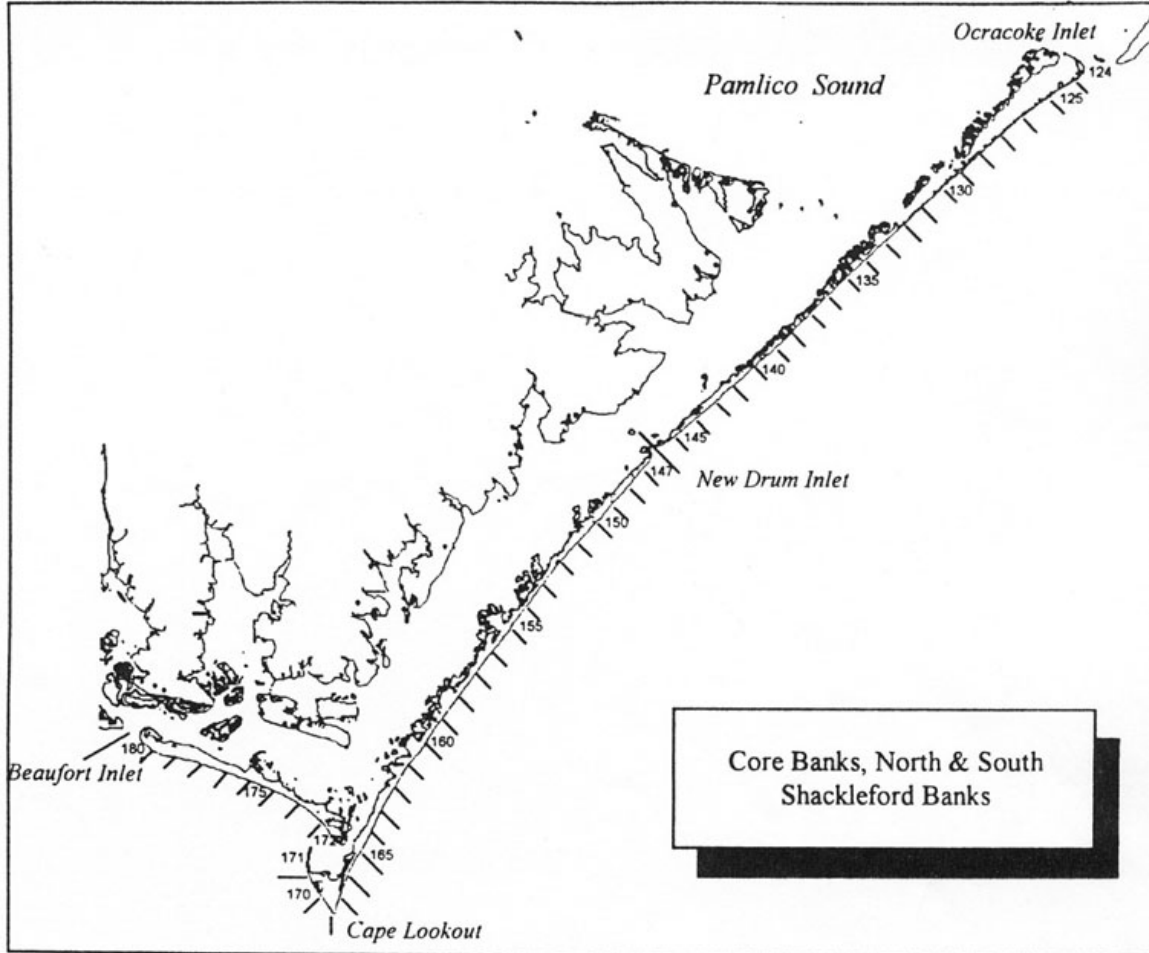 Ocracoke Inlet
124
Pamlico Sound
125
130
135
140
145
147
New Drum Inlet
150
155
160
180
Beaufort Inlet
175
172
165
171
170
Cape Lookout
Core Banks, North & South
Shackleford Banks